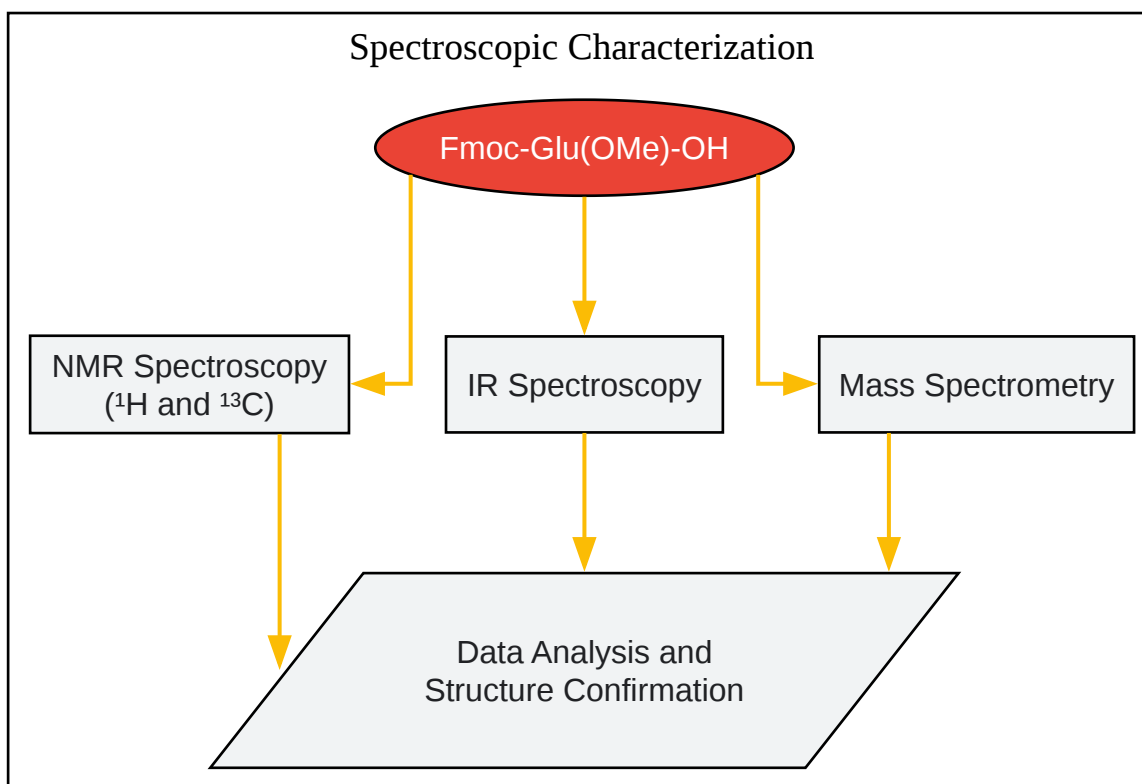 Spectroscopic Characterization
Fmoc-Glu(OMe)-OH
NMR Spectroscopy
(¹H and ¹³C)
IR Spectroscopy
Mass Spectrometry
Data Analysis and
Structure Confirmation